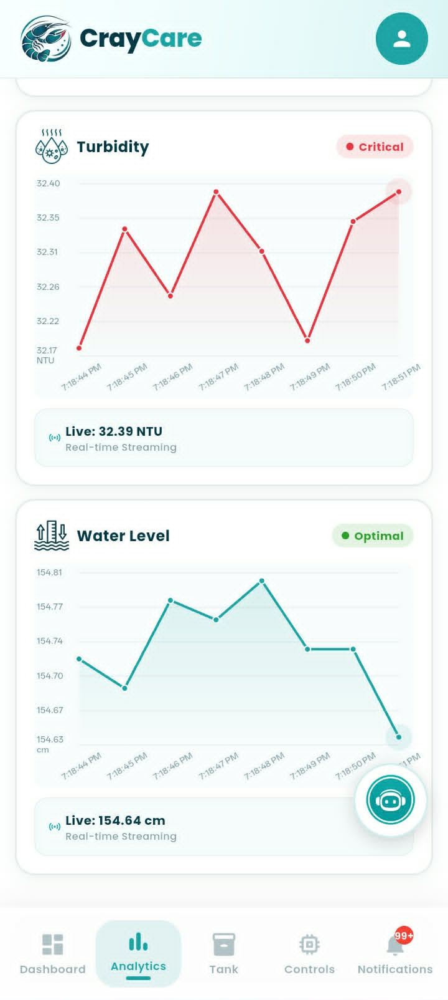 CrayCare
Turbidity
Critical
32.40
32.35
32.31
32.26
32.22
32.17
NTU
7:18:44 PM
7:18:45 PM
7:18:46 PM
7:18:47 PM
7:18:48 PM
7:18:49 PM
7:18:50 PM
7:18:51 PM
Live: 32.39 NTU
Real-time Streaming
Water Level
Optimal
154.81
154.77
154.74
154.70
154.67
154.63
cm
7:18:44 PM
7:18:45 PM
7:18:46 PM
7:18:47 PM
7:18:48 PM
7:18:49 PM
7:18:50 PM
51 PM
Live: 154.64 cm
Real-time Streaming
99+
Dashboard
Analytics
Tank
Controls
Notifications